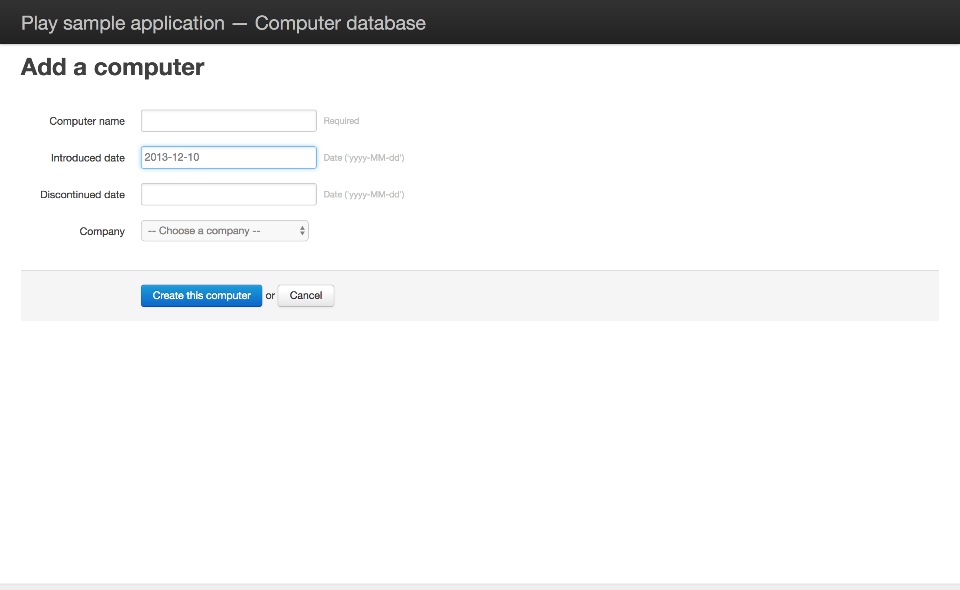 Play sample application — Computer database
Add a computer
Computer name Required
Introduced date 2013-12-10 Date ('yyyy-MM-dd')
Discontinued date Date ('yyyy-MM-dd')
Company -- Choose a company --
Create this computer or Cancel